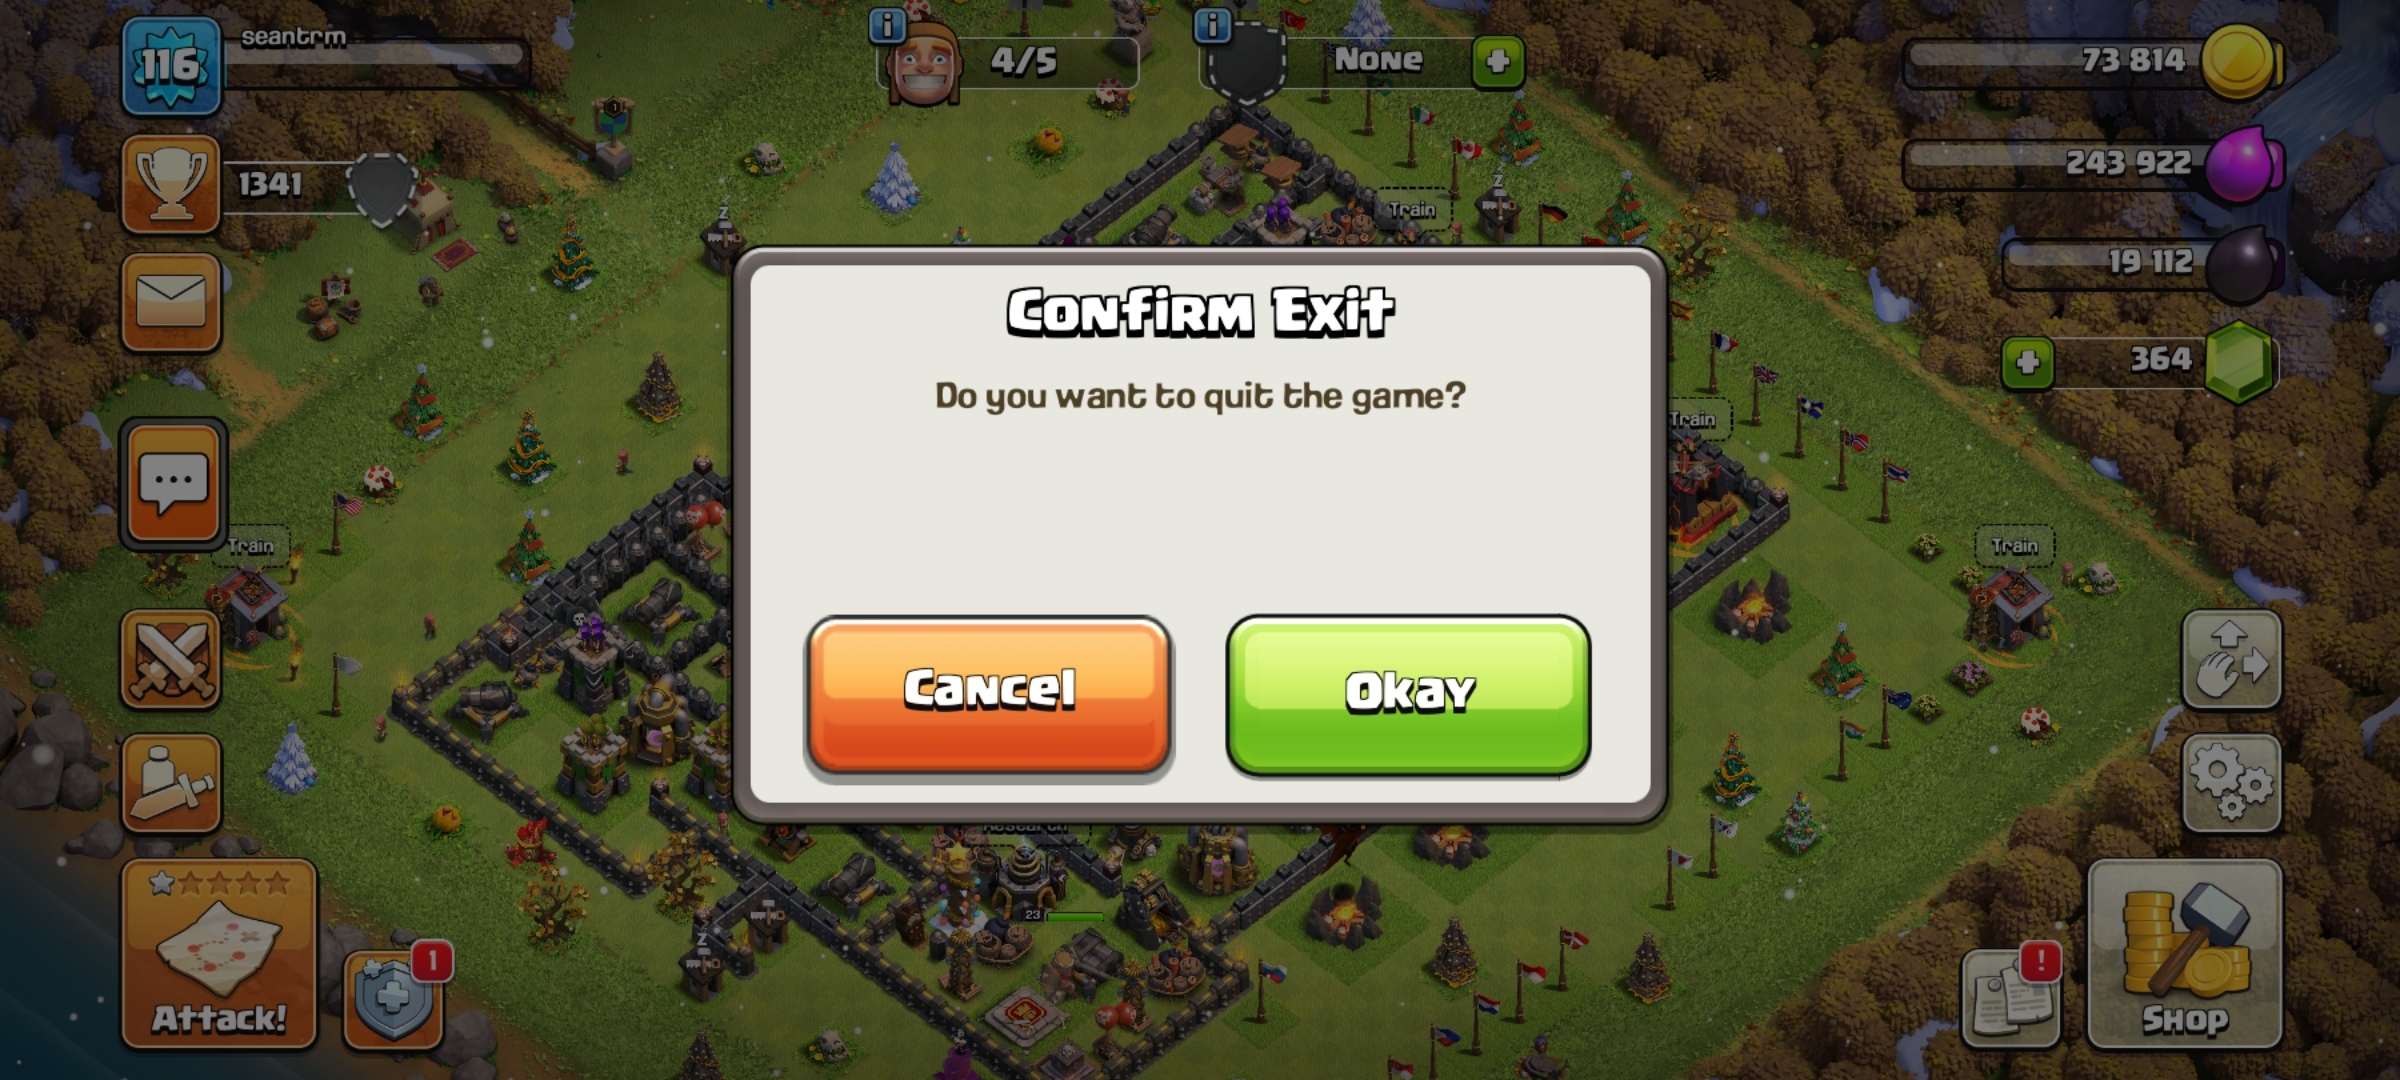 116
seantrm
4/5
None
73 814
1341
243 922
19 112
364
Train
Confirm Exit
Do you want to quit the game?
Train
Train
Train
Cancel
Okay
Research
23
1
Attack!
!
Shop